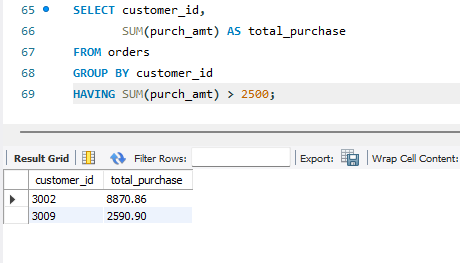 65 SELECT customer_id,
66 SUM(purch_amt) AS total_purchase
67 FROM orders
68 GROUP BY customer_id
69 HAVING SUM(purch_amt) > 2500;
Result Grid Filter Rows: Export: Wrap Cell Content:
customer_id total_purchase
3002 8870.86
3009 2590.90